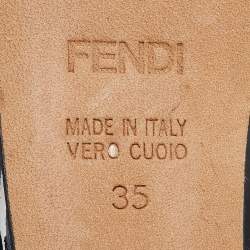 FENDI
MADE IN ITALY
VERO CUOIO
35